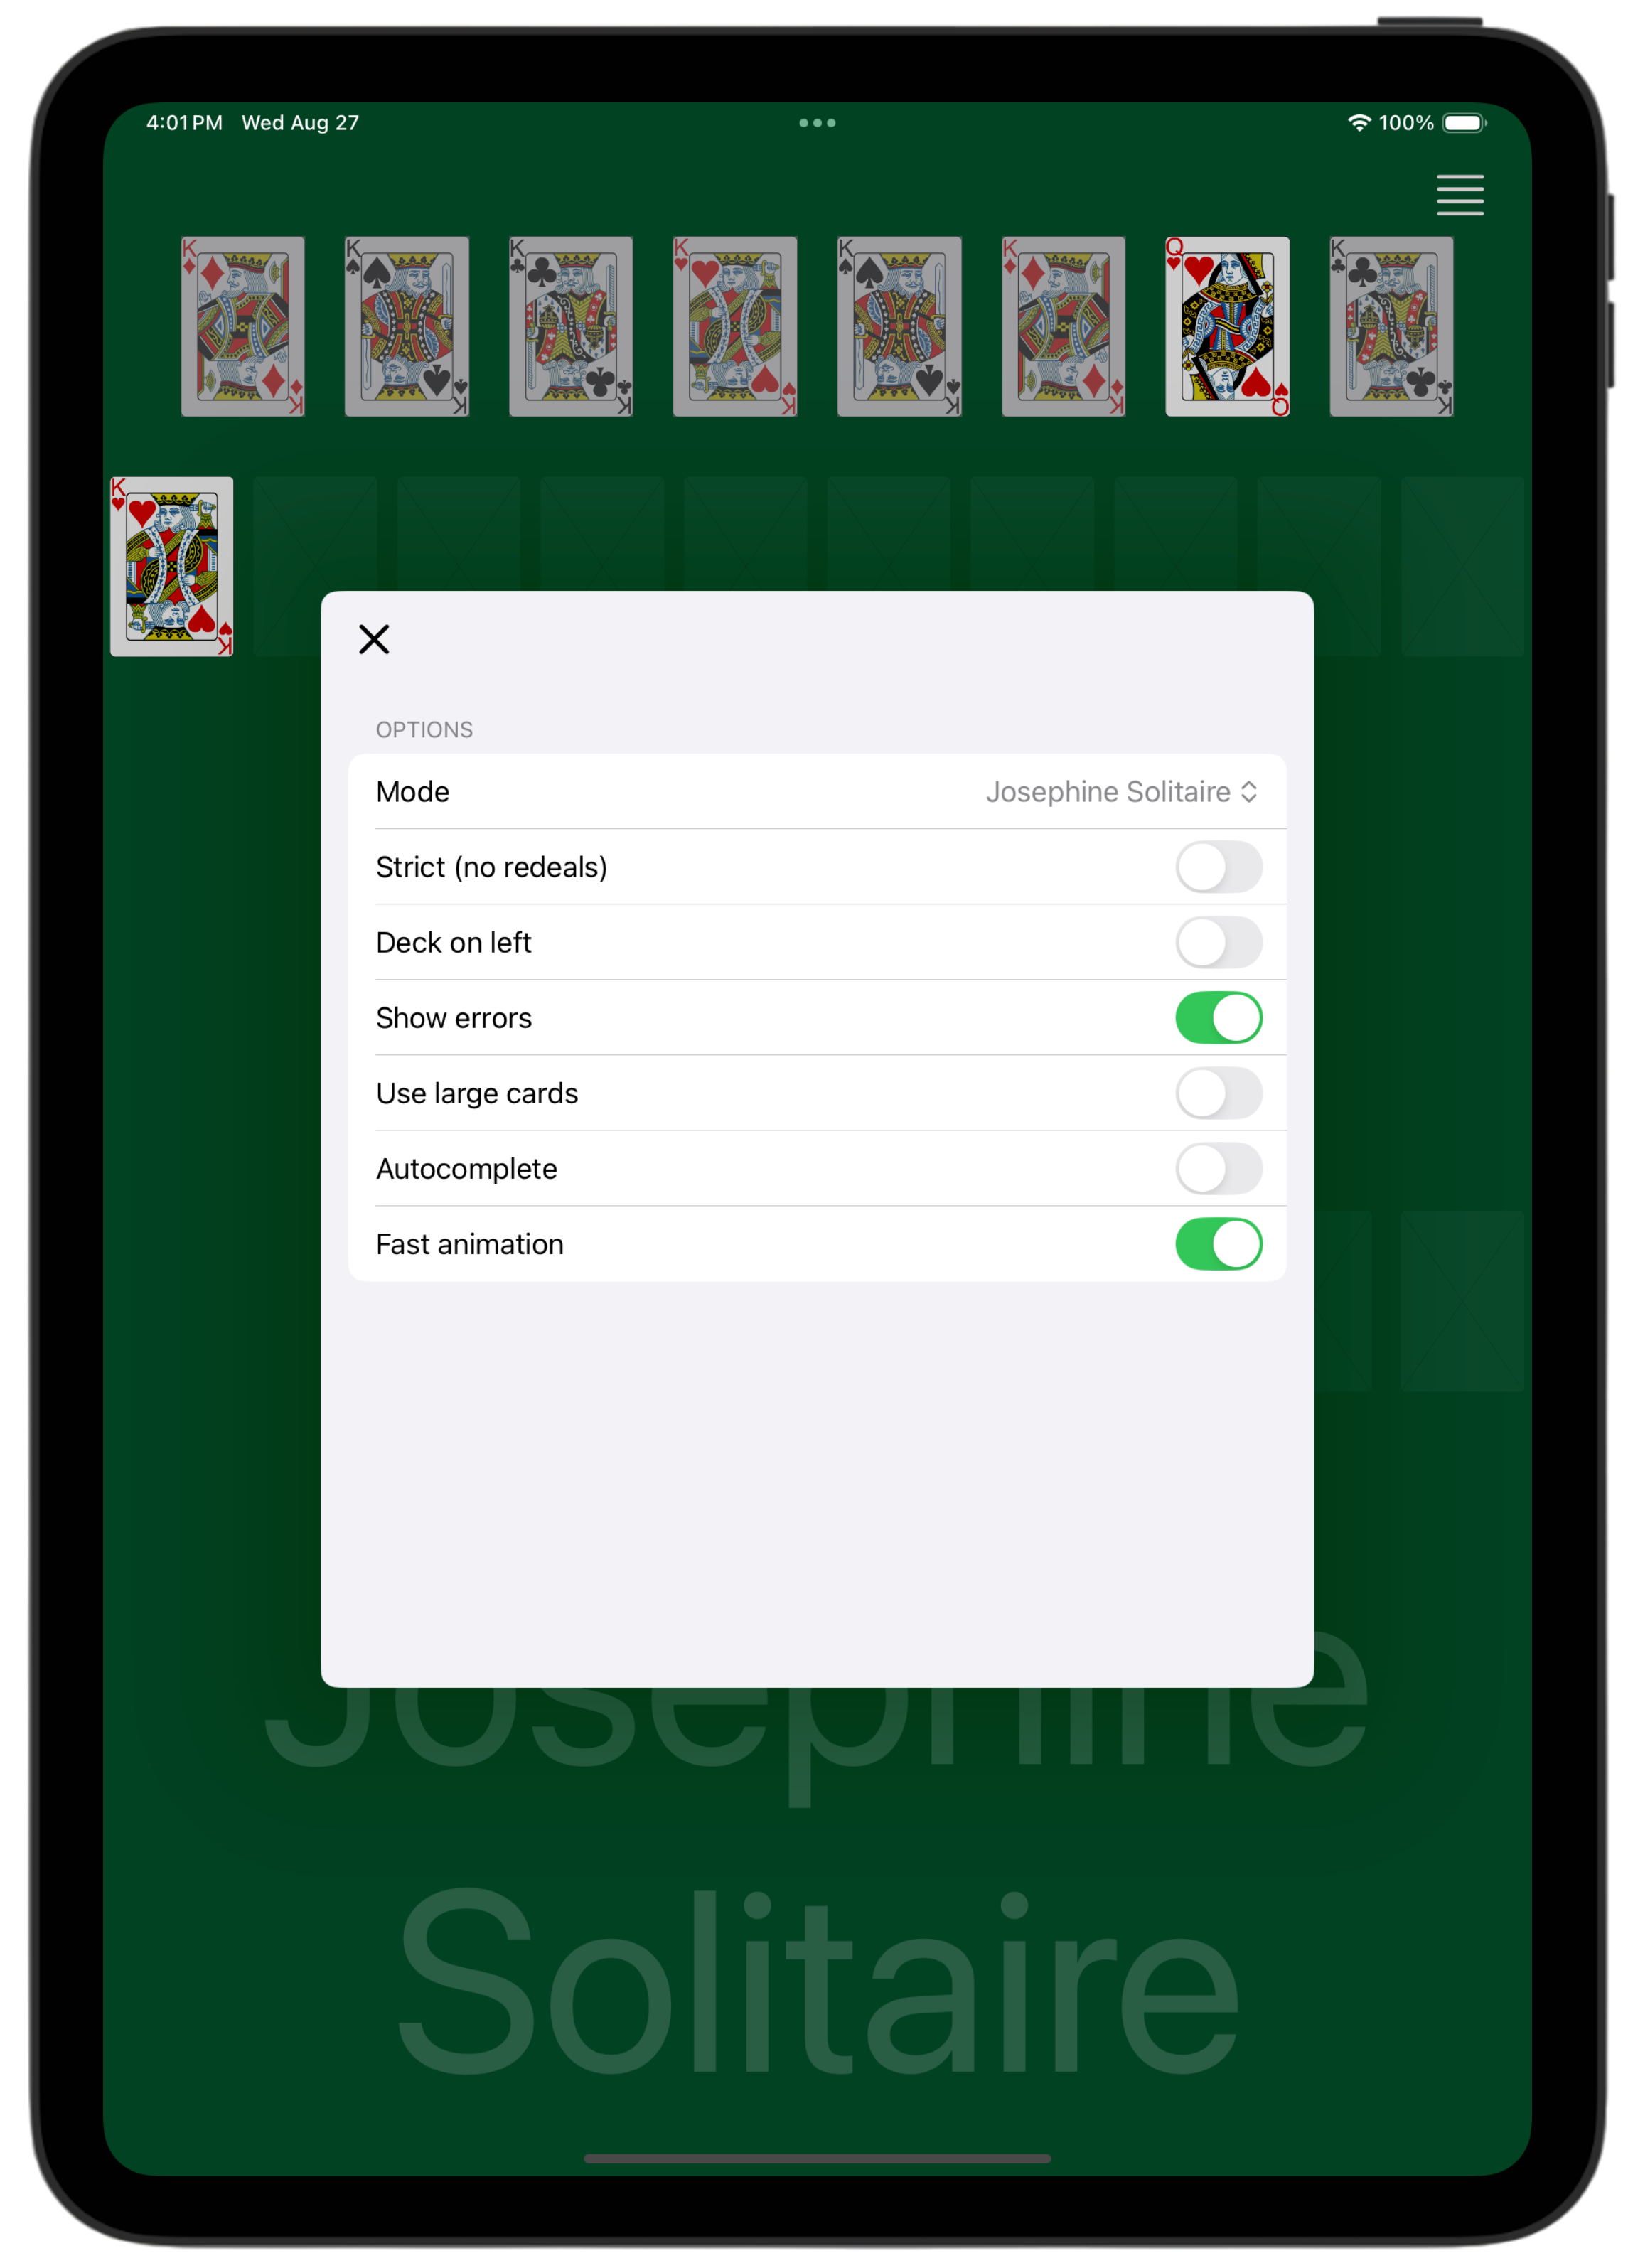 4:01 PM Wed Aug 27 100%
K K K K K K Q K
K K K K K K Q K
K
K
OPTIONS
Mode Josephine Solitaire
Strict (no redeals)
Deck on left
Show errors
Use large cards
Autocomplete
Fast animation
Josephine
Solitaire